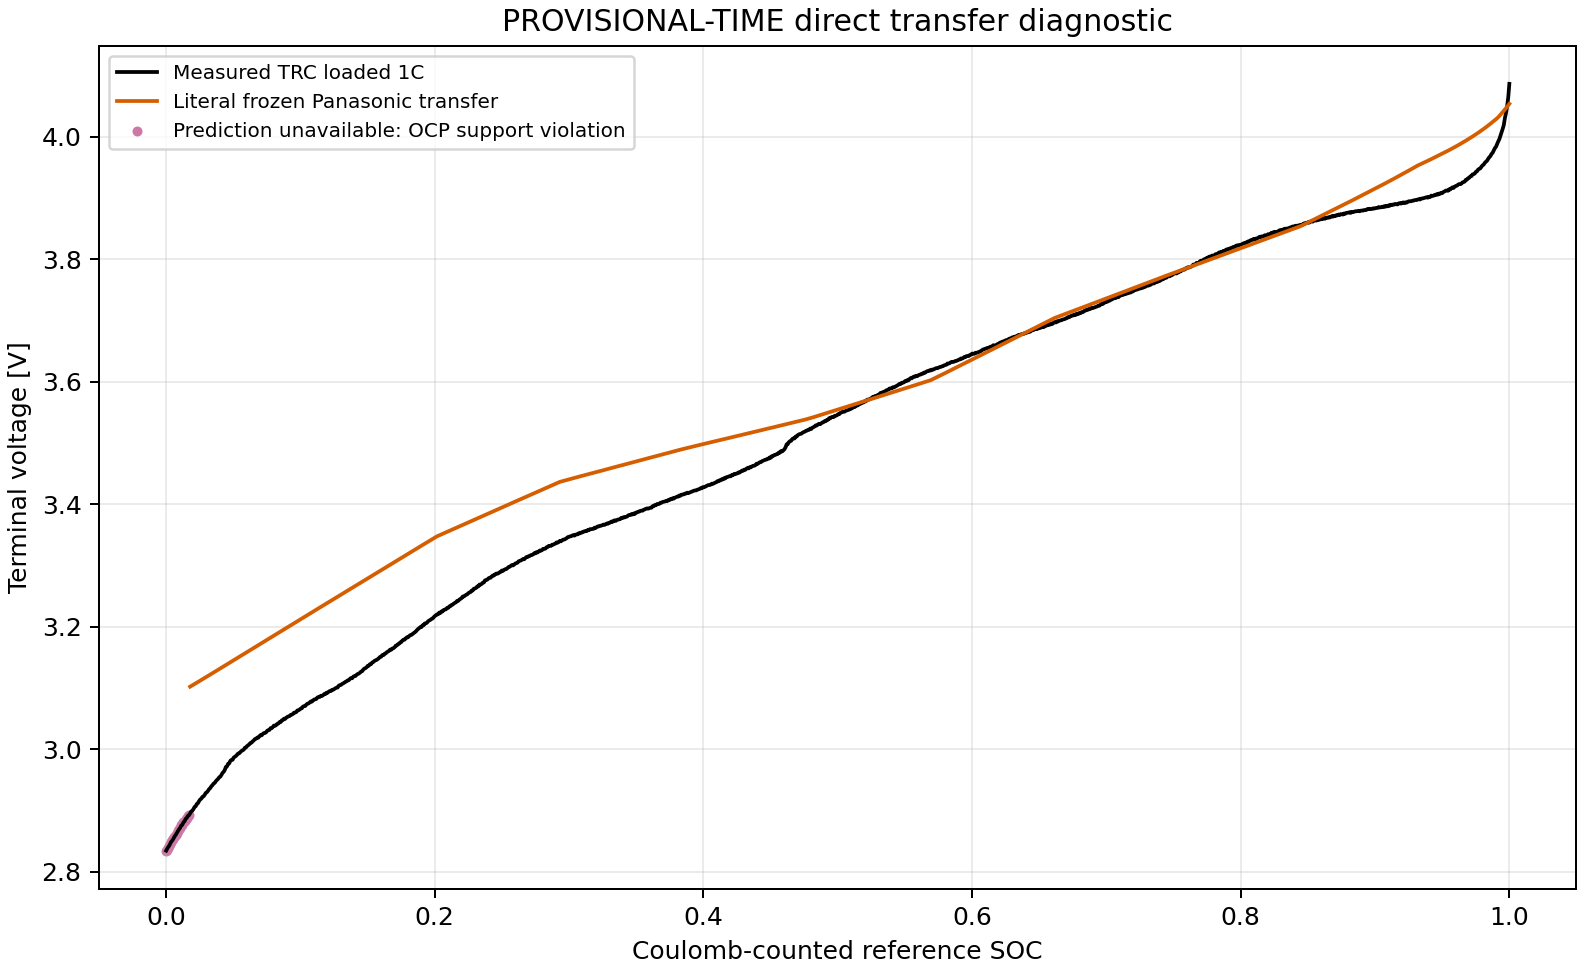 PROVISIONAL-TIME direct transfer diagnostic
Measured TRC loaded 1C
Literal frozen Panasonic transfer
Prediction unavailable: OCP support violation
Terminal voltage [V]
4.0
3.8
3.6
3.4
3.2
3.0
2.8
0.0 0.2 0.4 0.6 0.8 1.0
Coulomb-counted reference SOC